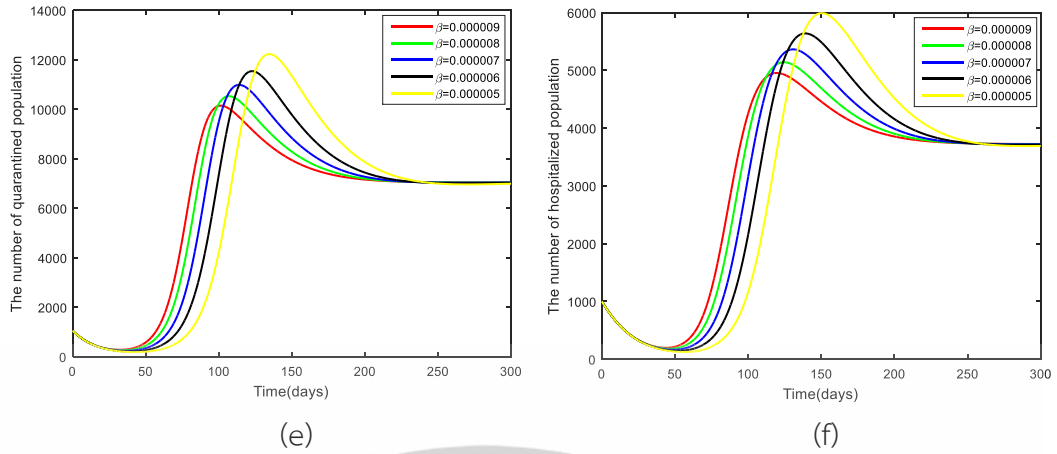 14000
12000
10000
8000
6000
4000
2000
0
0
50
100
150
200
250
300
The number of quarantined population
Time(days)
β=0.000009
β=0.000008
β=0.000007
β=0.000006
β=0.000005
(e)
6000
5000
4000
3000
2000
1000
0
0
50
100
150
200
250
300
The number of hospitalized population
Time(days)
β=0.000009
β=0.000008
β=0.000007
β=0.000006
β=0.000005
(f)